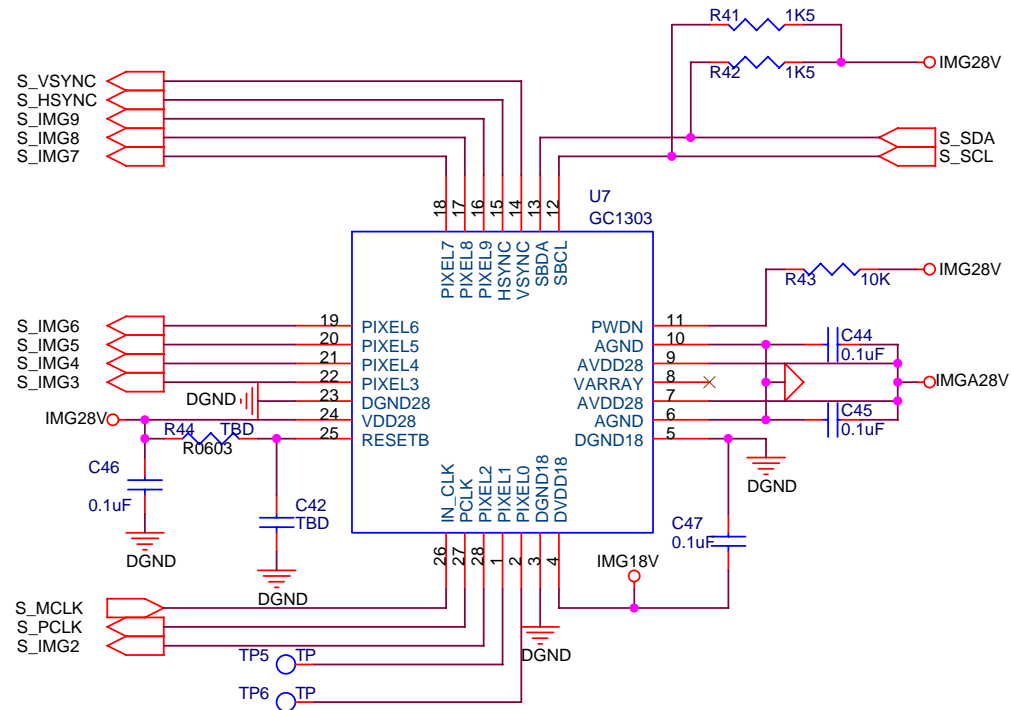 R41 1K5
R42 1K5
IMG28V
S_VSYNC
S_HSYNC
S_IMG9
S_IMG8
S_IMG7
S_SDA
S_SCL
U7
GC1303
18 17 16 15 14 13 12
PIXEL7 PIXEL8 PIXEL9 HSYNC VSYNC SBDA SBCL
R43 10K
IMG28V
S_IMG6 19 PIXEL6
S_IMG5 20 PIXEL5
S_IMG4 21 PIXEL4
S_IMG3 22 PIXEL3
DGND 23 DGND28
IMG28V 24 VDD28
25 RESETB
R44 TBD
R0603
PWDN 11
AGND 10
AVDD28 9
VARRAY 8
AVDD28 7
AGND 6
DGND18 5
C44
0.1uF
IMGA28V
C45
0.1uF
DGND
C46
0.1uF
DGND
C42
TBD
DGND
IN_CLK PCLK PIXEL2 PIXEL1 PIXEL0 DGND18 DVDD18
26 27 28 1 2 3 4
C47
0.1uF
IMG18V
S_MCLK
S_PCLK
S_IMG2
DGND
TP5 TP
TP6 TP